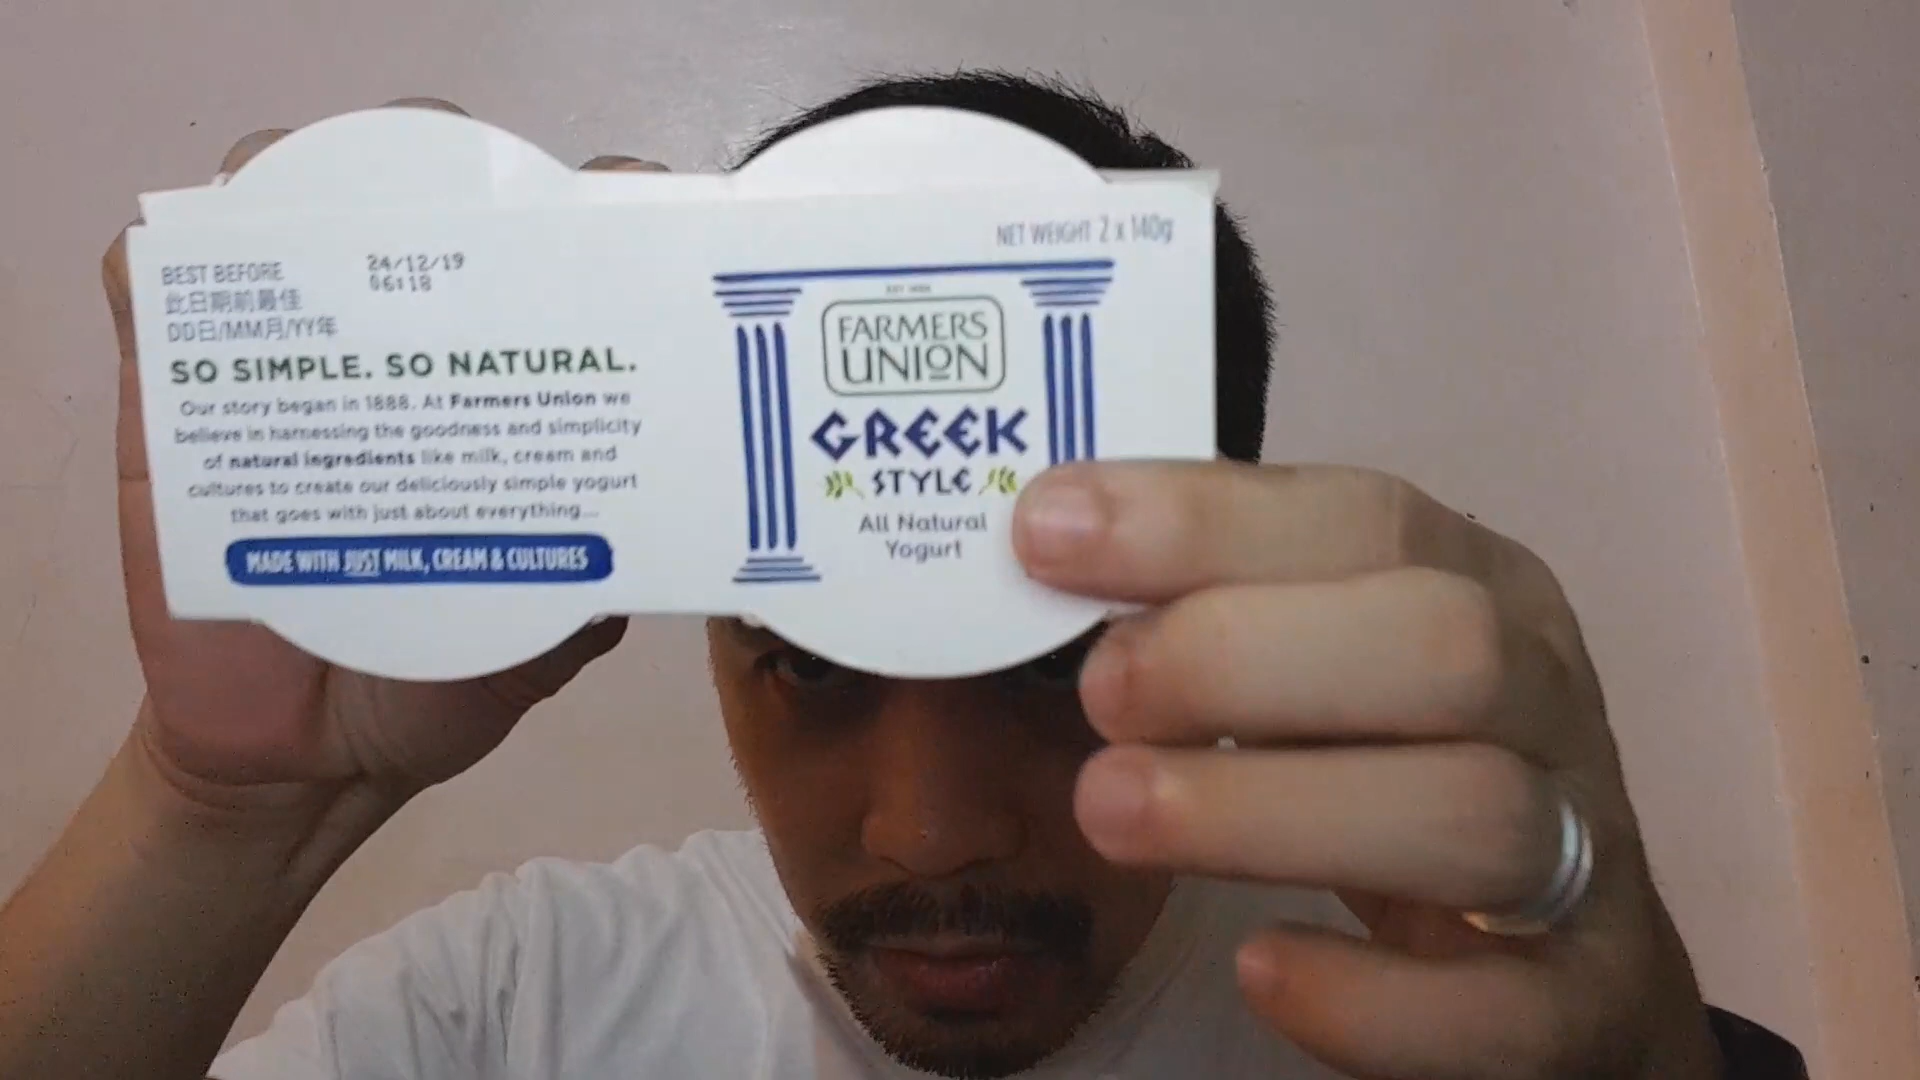 BEST BEFORE 24/12/19
此日期前最佳 06:18
DD日/MM月/YY年
SO SIMPLE. SO NATURAL.
Our story began in 1888. At Farmers Union we
believe in harnessing the goodness and simplicity
of natural ingredients like milk, cream and
cultures to create our deliciously simple yogurt
that goes with just about everything...
MADE WITH JUST MILK, CREAM & CULTURES
NET WEIGHT 2 x 140g
FARMERS
UNION
GREEK
STYLE
All Natural
Yogurt